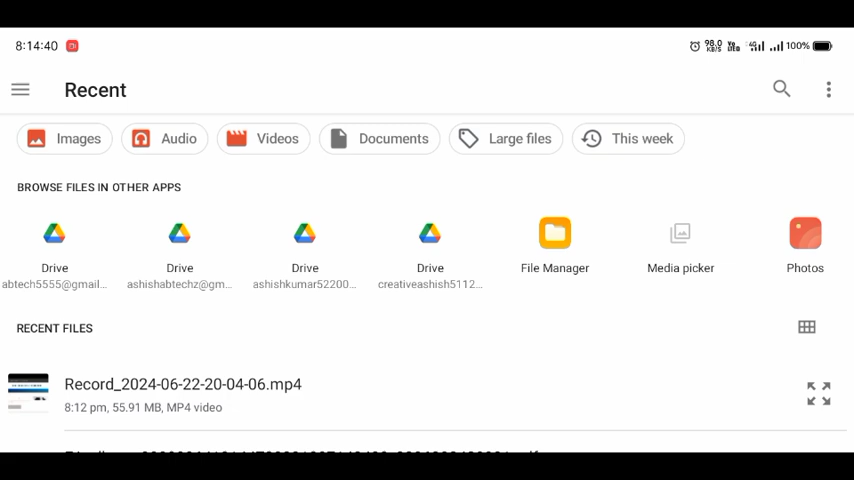 8:14:40 98.0 KB/S 4G 100%
Recent
Images Audio Videos Documents Large files This week
BROWSE FILES IN OTHER APPS
Drive Drive Drive Drive File Manager Media picker Photos
abtech5555@gmail... ashishabtechz@gm... ashishkumar52200... creativeashish5112...
RECENT FILES
Record_2024-06-22-20-04-06.mp4
8:12 pm, 55.91 MB, MP4 video